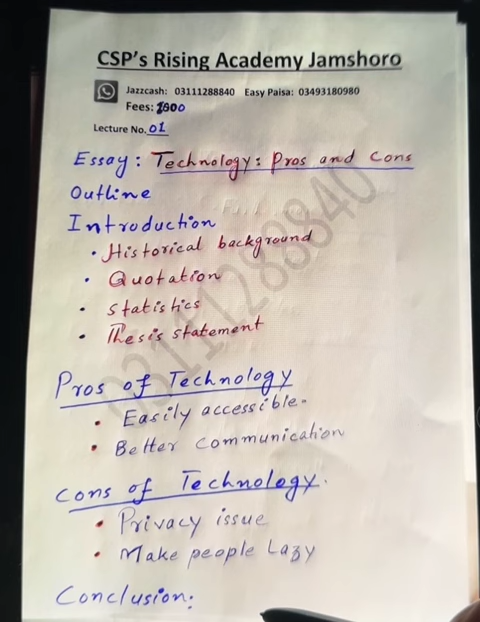 CSP's Rising Academy Jamshoro
Jazzcash: 03111288840 Easy Paisa: 03493180980
Fees: 1500
Lecture No. 01
Essay: Technology: Pros and Cons
Outline
Introduction
• Historical background
• Quotation
• Statistics
• Thesis statement
Pros of Technology
• Easily accessible.
• Better communication
Cons of Technology.
• Privacy issue
• Make people Lazy
Conclusion:
03111288840